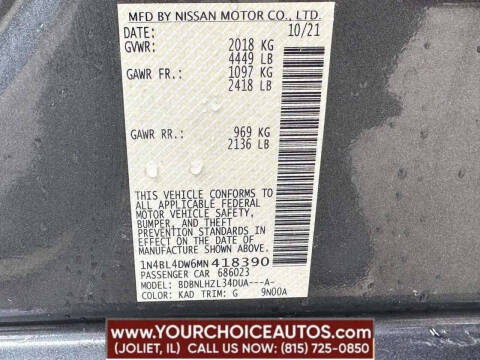 MFD BY NISSAN MOTOR CO., LTD.
DATE: 10/21
GVWR: 2018 KG
4449 LB
GAWR FR.: 1097 KG
2418 LB
GAWR RR.: 969 KG
2136 LB
THIS VEHICLE CONFORMS TO
ALL APPLICABLE FEDERAL
MOTOR VEHICLE SAFETY,
BUMPER, AND THEFT
PREVENTION STANDARDS
IN EFFECT ON THE DATE
OF MANUFACTURE SHOWN
ABOVE.
1N4BL4DW6MN418390
PASSENGER CAR 686023
MODEL: BDBNLHZL34DUA---A-
COLOR: KAD TRIM: G 9N00A
WWW.YOURCHOICEAUTOS.COM
(JOLIET, IL) CALL US NOW: (815) 725-0850